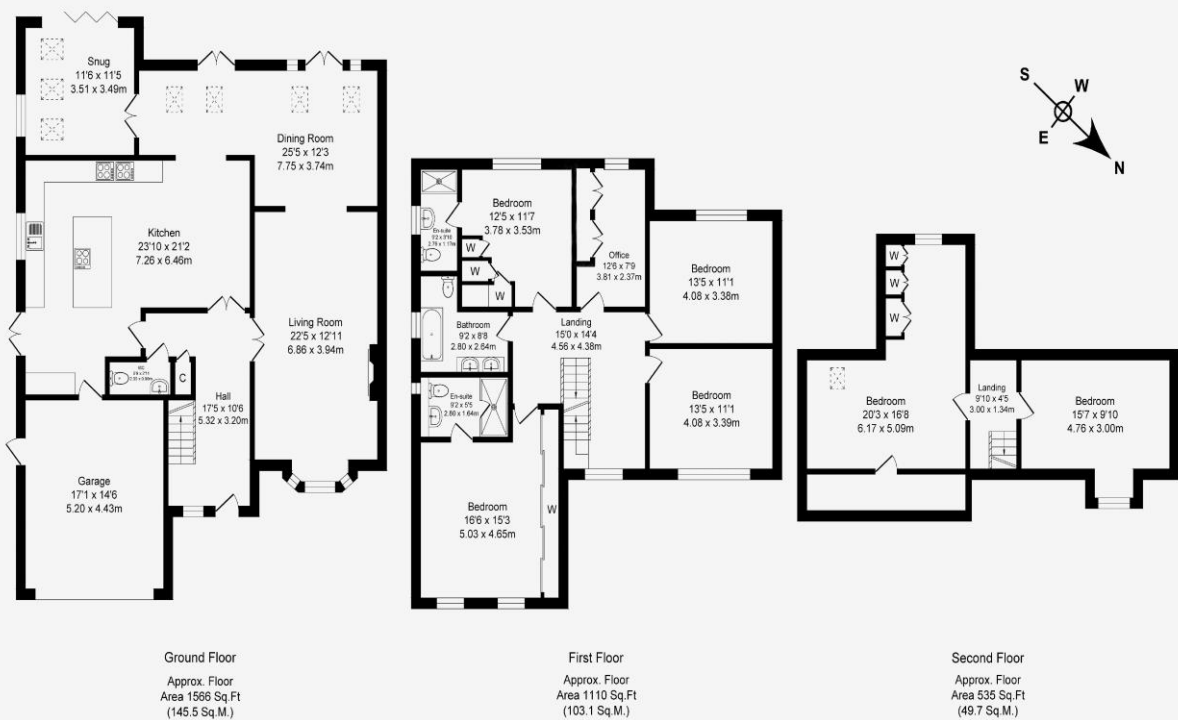 Snug
11'6 x 11'5
3.51 x 3.49m
Dining Room
25'5 x 12'3
7.75 x 3.74m
Kitchen
23'10 x 21'2
7.26 x 6.46m
Living Room
22'5 x 12'11
6.86 x 3.94m
WC
C
Hall
17'5 x 10'6
5.32 x 3.20m
Garage
17'1 x 14'6
5.20 x 4.43m
Ground Floor
Approx. Floor
Area 1566 Sq.Ft
(145.5 Sq.M.)
Bedroom
12'5 x 11'7
3.78 x 3.53m
En-suite
W
W
W
Office
12'6 x 7'9
3.81 x 2.37m
Bedroom
13'5 x 11'1
4.08 x 3.38m
Bathroom
9'2 x 8'8
2.80 x 2.64m
Landing
15'0 x 14'4
4.56 x 4.38m
En-suite
9'2 x 5'5
2.80 x 1.64m
Bedroom
13'5 x 11'1
4.08 x 3.39m
Bedroom
16'6 x 15'3
5.03 x 4.65m
W
First Floor
Approx. Floor
Area 1110 Sq.Ft
(103.1 Sq.M.)
S
W
E
N
W
W
W
Bedroom
20'3 x 16'8
6.17 x 5.09m
Landing
9'10 x 4'5
3.00 x 1.34m
Bedroom
15'7 x 9'10
4.76 x 3.00m
Second Floor
Approx. Floor
Area 535 Sq.Ft
(49.7 Sq.M.)